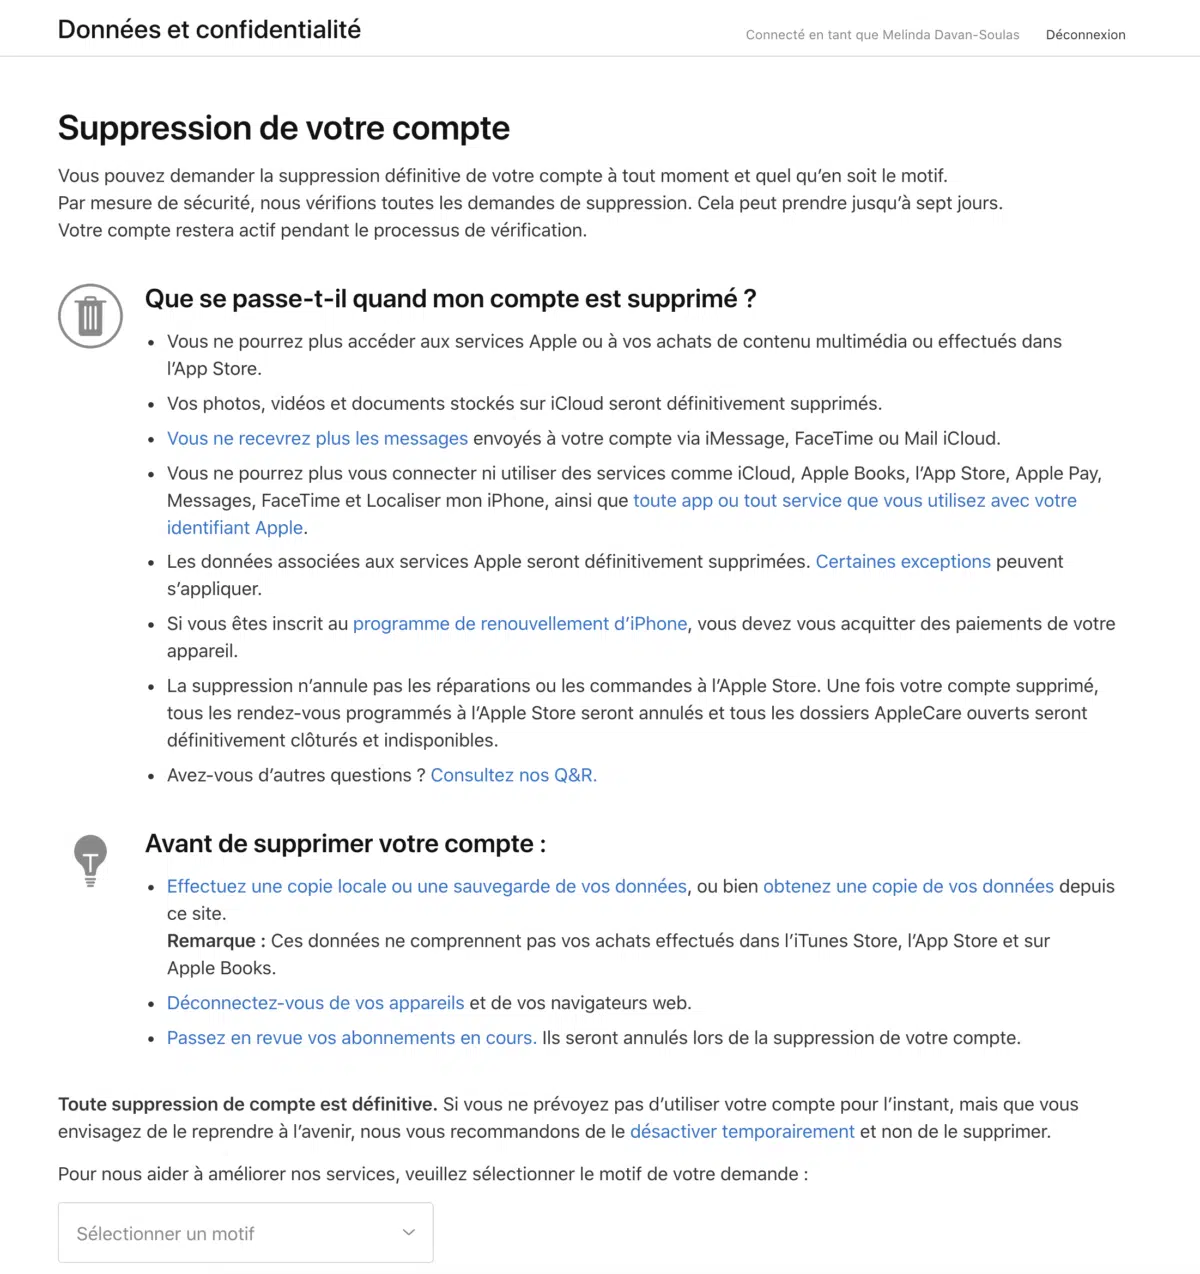 Données et confidentialité
Connecté en tant que Melinda Davan-Soulas Déconnexion
Suppression de votre compte
Vous pouvez demander la suppression définitive de votre compte à tout moment et quel qu’en soit le motif.
Par mesure de sécurité, nous vérifions toutes les demandes de suppression. Cela peut prendre jusqu’à sept jours.
Votre compte restera actif pendant le processus de vérification.
Que se passe-t-il quand mon compte est supprimé ?
• Vous ne pourrez plus accéder aux services Apple ou à vos achats de contenu multimédia ou effectués dans
l’App Store.
• Vos photos, vidéos et documents stockés sur iCloud seront définitivement supprimés.
• Vous ne recevrez plus les messages envoyés à votre compte via iMessage, FaceTime ou Mail iCloud.
• Vous ne pourrez plus vous connecter ni utiliser des services comme iCloud, Apple Books, l’App Store, Apple Pay,
Messages, FaceTime et Localiser mon iPhone, ainsi que toute app ou tout service que vous utilisez avec votre
identifiant Apple.
• Les données associées aux services Apple seront définitivement supprimées. Certaines exceptions peuvent
s’appliquer.
• Si vous êtes inscrit au programme de renouvellement d’iPhone, vous devez vous acquitter des paiements de votre
appareil.
• La suppression n’annule pas les réparations ou les commandes à l’Apple Store. Une fois votre compte supprimé,
tous les rendez-vous programmés à l’Apple Store seront annulés et tous les dossiers AppleCare ouverts seront
définitivement clôturés et indisponibles.
• Avez-vous d’autres questions ? Consultez nos Q&R.
Avant de supprimer votre compte :
• Effectuez une copie locale ou une sauvegarde de vos données, ou bien obtenez une copie de vos données depuis
ce site.
Remarque : Ces données ne comprennent pas vos achats effectués dans l’iTunes Store, l’App Store et sur
Apple Books.
• Déconnectez-vous de vos appareils et de vos navigateurs web.
• Passez en revue vos abonnements en cours. Ils seront annulés lors de la suppression de votre compte.
Toute suppression de compte est définitive. Si vous ne prévoyez pas d’utiliser votre compte pour l’instant, mais que vous
envisagez de le reprendre à l’avenir, nous vous recommandons de le désactiver temporairement et non de le supprimer.
Pour nous aider à améliorer nos services, veuillez sélectionner le motif de votre demande :
Sélectionner un motif